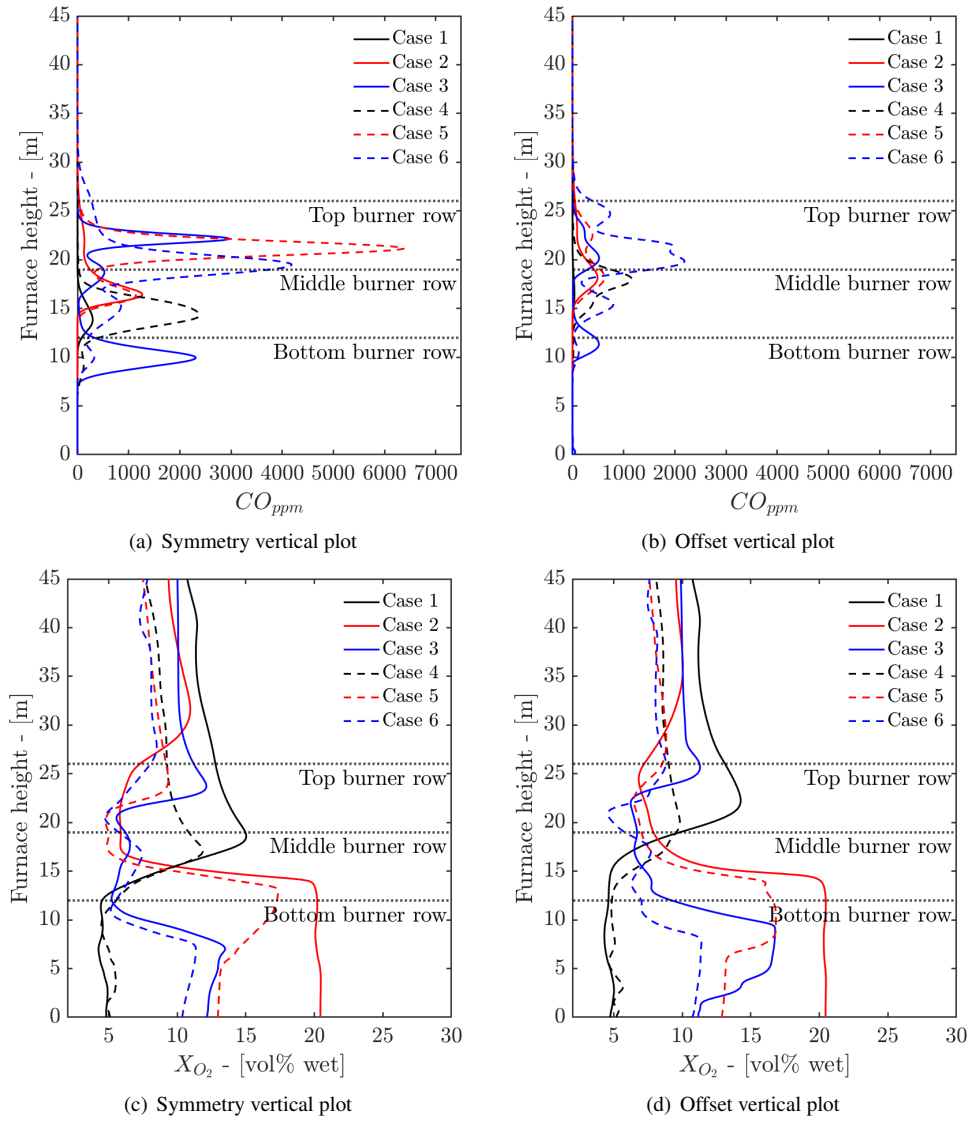 45
40
35
30
25
20
15
10
5
0
Furnace height - [m]
Case 1
Case 2
Case 3
Case 4
Case 5
Case 6
Top burner row
Middle burner row
Bottom burner row
0 1000 2000 3000 4000 5000 6000 7000
CO_ppm
(a) Symmetry vertical plot
45
40
35
30
25
20
15
10
5
0
Furnace height - [m]
Case 1
Case 2
Case 3
Case 4
Case 5
Case 6
Top burner row
Middle burner row
Bottom burner row
0 1000 2000 3000 4000 5000 6000 7000
CO_ppm
(b) Offset vertical plot
45
40
35
30
25
20
15
10
5
0
Furnace height - [m]
Case 1
Case 2
Case 3
Case 4
Case 5
Case 6
Top burner row
Middle burner row
Bottom burner row
5 10 15 20 25 30
X_O₂ - [vol% wet]
(c) Symmetry vertical plot
45
40
35
30
25
20
15
10
5
0
Furnace height - [m]
Case 1
Case 2
Case 3
Case 4
Case 5
Case 6
Top burner row
Middle burner row
Bottom burner row
5 10 15 20 25 30
X_O₂ - [vol% wet]
(d) Offset vertical plot